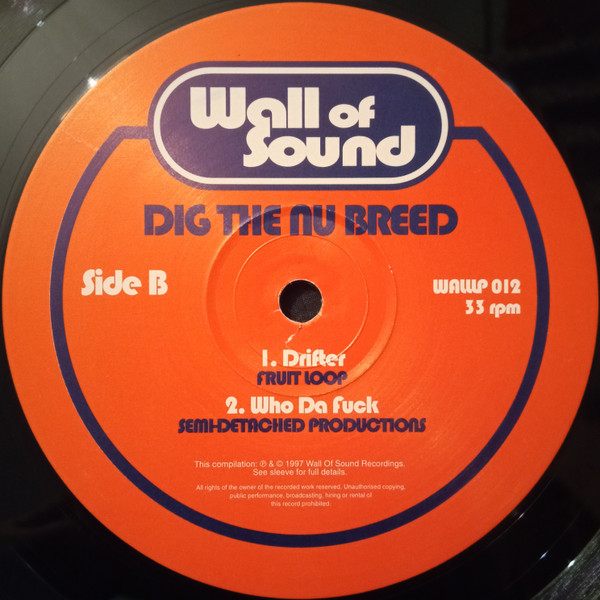 Wall of
Sound
DIG THE NU BREED
Side B
WALLP 012
33 rpm
1. Drifter
FRUIT LOOP
2. Who Da Fuck
SEMI-DETACHED PRODUCTIONS
This compilation: ℗ & © 1997 Wall Of Sound Recordings.
See sleeve for full details.
All rights of the owner of the recorded work reserved. Unauthorised copying,
public performance, broadcasting, hiring or rental of
this record prohibited.